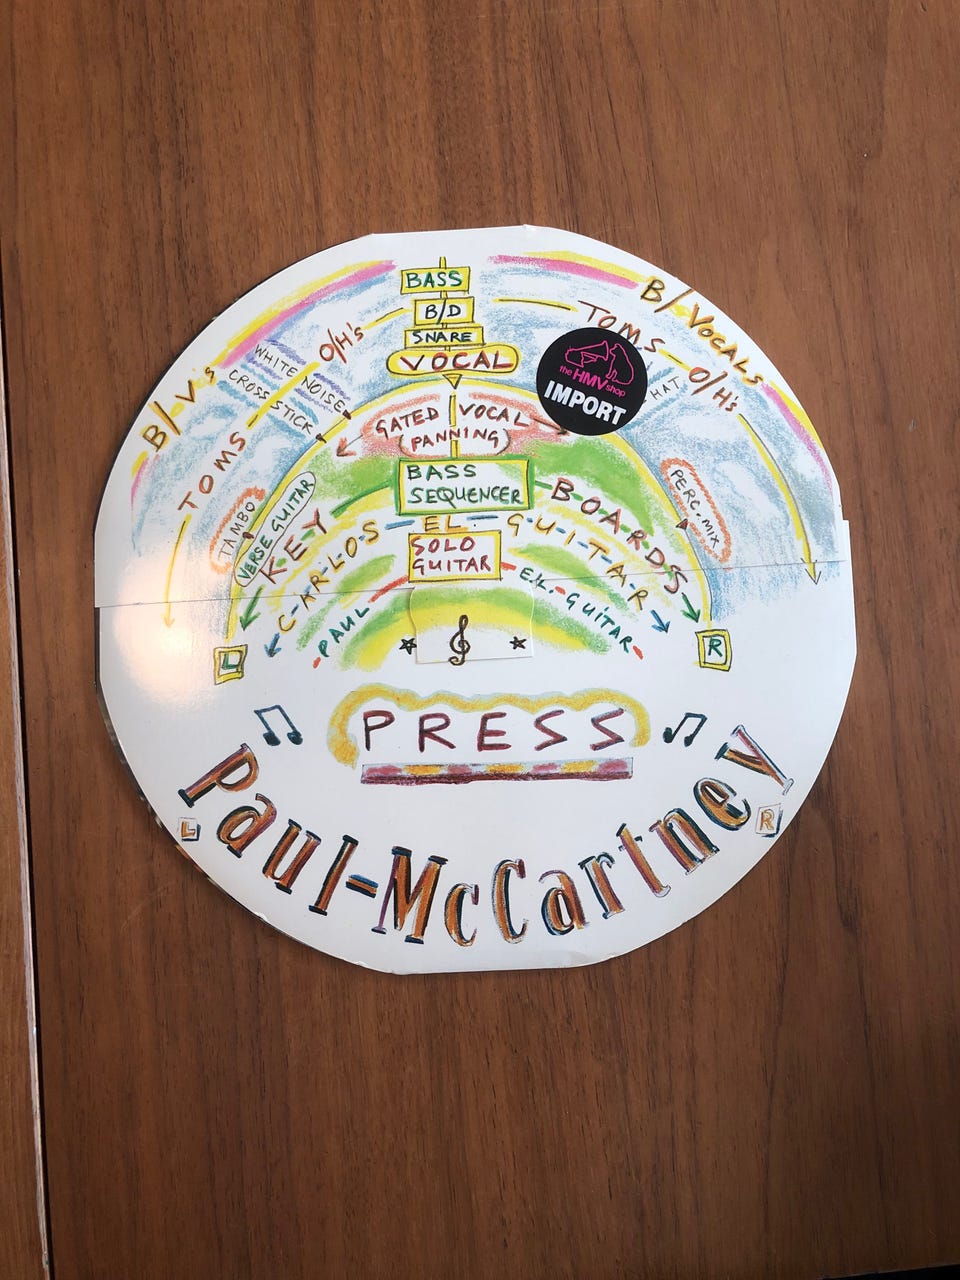 BASS
B/D
SNARE
VOCAL
B/V's
O/H's
WHITE NOISE
CROSS STICK
TOMS
TOMS
B/VOCALS
O/H's
HAT
the HMV shop
IMPORT
GATED VOCAL
PANNING
TAMBO
VERSE GUITAR
PERC. MIX
BASS
SEQUENCER
KEY-BOARDS
CARLOS EL. GUITAR
SOLO
GUITAR
PAUL EL. GUITAR
L
R
PRESS
Paul-McCartney
L
R